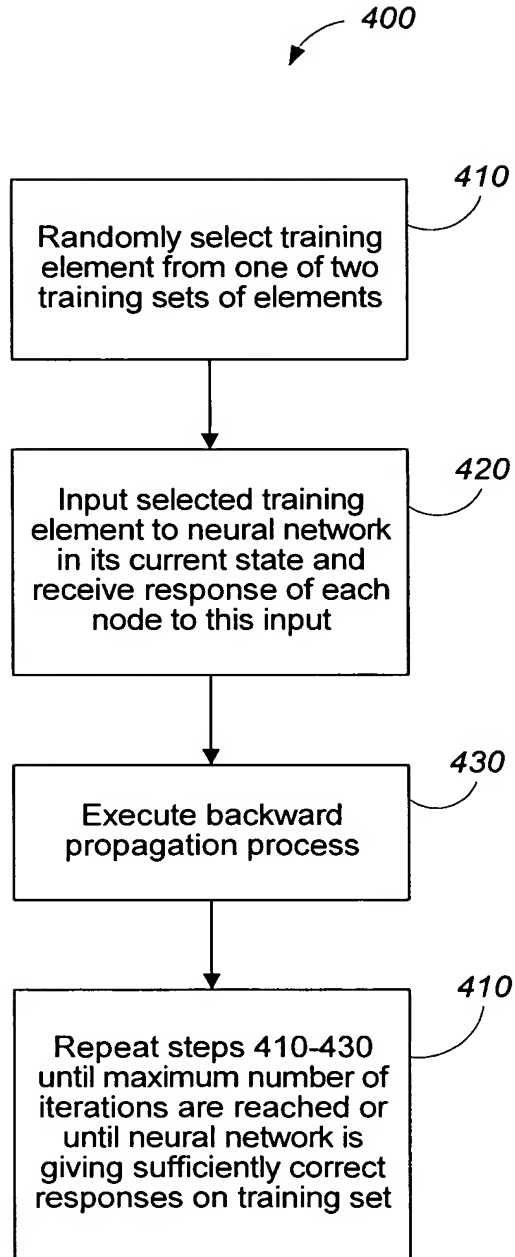 400
410
Randomly select training
element from one of two
training sets of elements
420
Input selected training
element to neural network
in its current state and
receive response of each
node to this input
430
Execute backward
propagation process
410
Repeat steps 410-430
until maximum number of
iterations are reached or
until neural network is
giving sufficiently correct
responses on training set